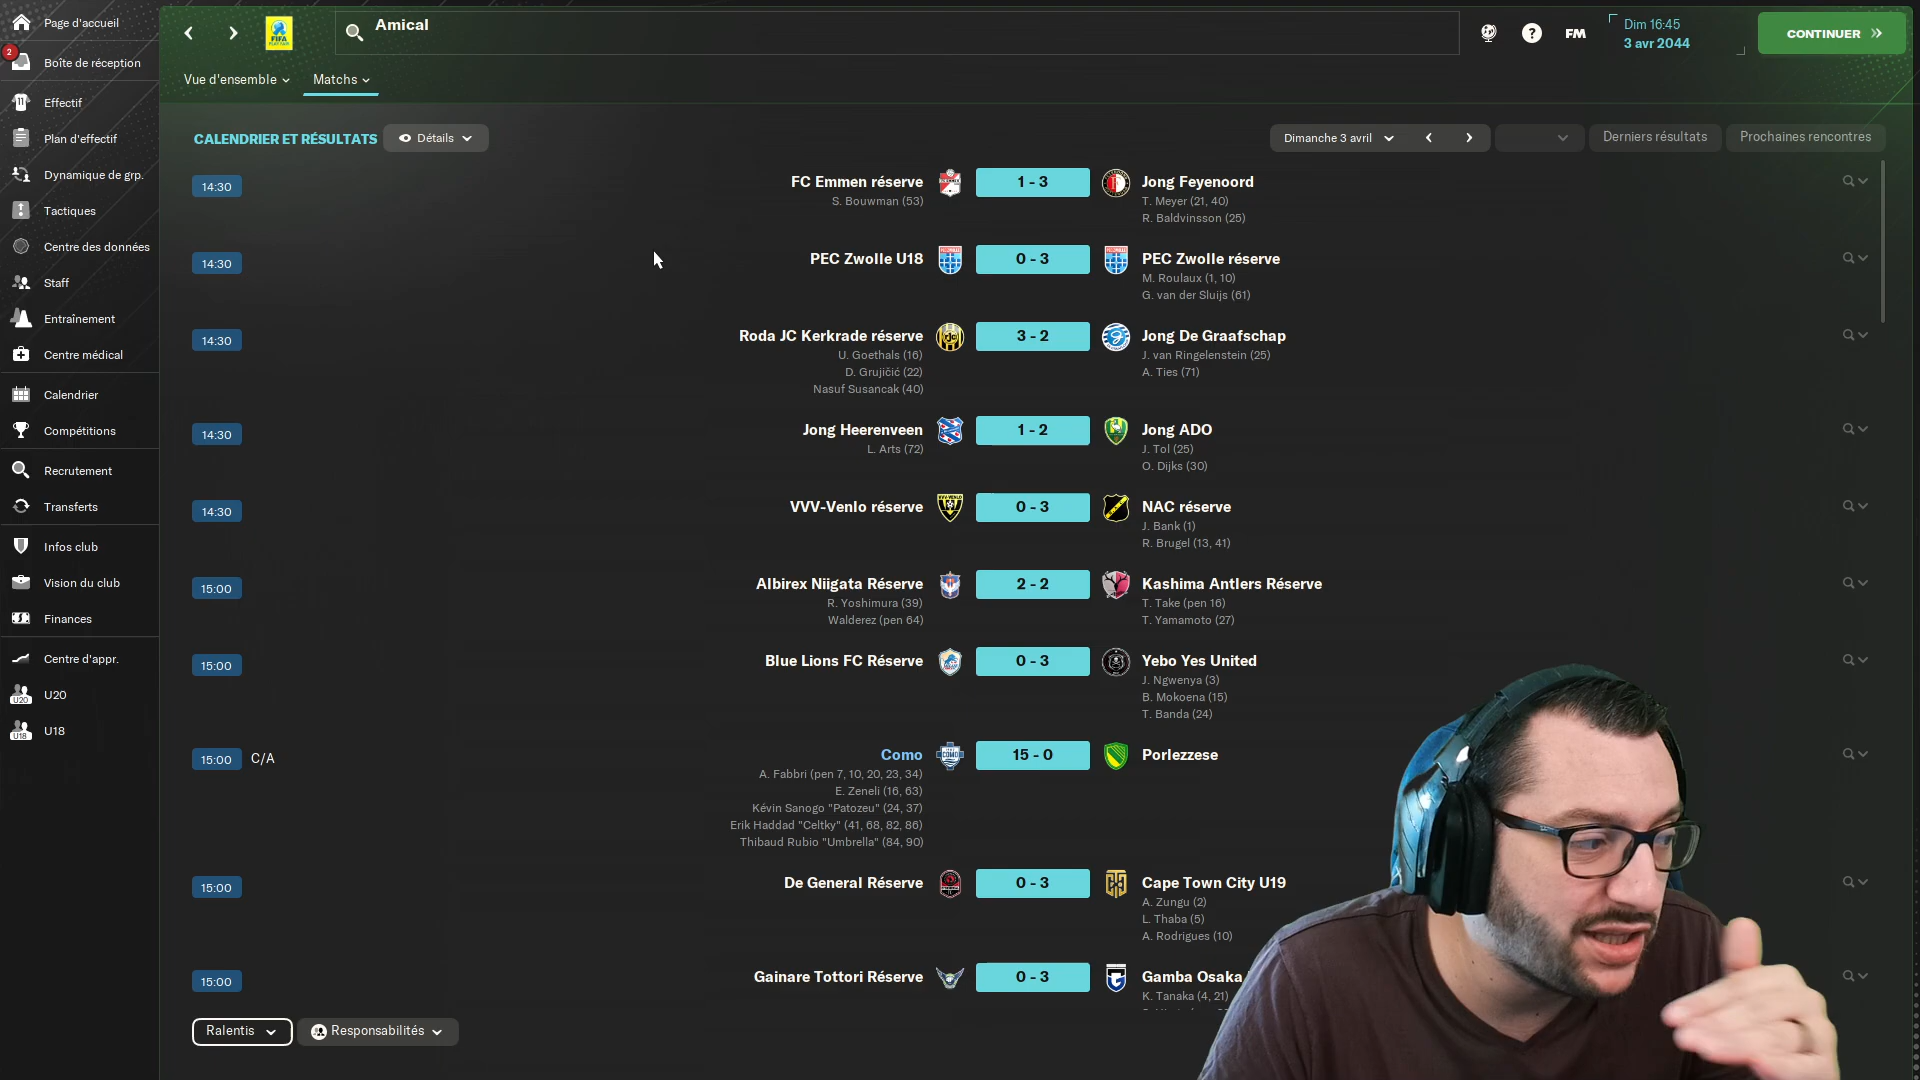 Page d'accueil
2
Boîte de réception
Effectif
Plan d'effectif
Dynamique de grp.
Tactiques
Centre des données
Staff
Entraînement
Centre médical
Calendrier
Compétitions
Recrutement
Transferts
Infos club
Vision du club
Finances
Centre d'appr.
U20
U18
Amical
FM
Dim 16:45
3 avr 2044
CONTINUER
Vue d'ensemble
Matchs
CALENDRIER ET RÉSULTATS
Détails
Dimanche 3 avril
Derniers résultats
Prochaines rencontres
14:30
FC Emmen réserve
1 - 3
Jong Feyenoord
S. Bouwman (53)
T. Meyer (21, 40)
R. Baldvinsson (25)
14:30
PEC Zwolle U18
0 - 3
PEC Zwolle réserve
M. Roulaux (1, 10)
G. van der Sluijs (61)
14:30
Roda JC Kerkrade réserve
3 - 2
Jong De Graafschap
U. Goethals (16)
D. Grujičić (22)
Nasuf Susancak (40)
J. van Ringelenstein (25)
A. Ties (71)
14:30
Jong Heerenveen
1 - 2
Jong ADO
L. Arts (72)
J. Tol (25)
O. Dijks (30)
14:30
VVV-Venlo réserve
0 - 3
NAC réserve
J. Bank (1)
R. Brugel (13, 41)
15:00
Albirex Niigata Réserve
2 - 2
Kashima Antlers Réserve
R. Yoshimura (39)
Walderez (pen 64)
T. Take (pen 16)
T. Yamamoto (27)
15:00
Blue Lions FC Réserve
0 - 3
Yebo Yes United
J. Ngwenya (3)
B. Mokoena (15)
T. Banda (24)
15:00 C/A
Como
15 - 0
Porlezzese
A. Fabbri (pen 7, 10, 20, 23, 34)
E. Zeneli (16, 63)
Kévin Sanogo "Patozeu" (24, 37)
Erik Haddad "Celtky" (41, 68, 82, 86)
Thibaud Rubio "Umbrella" (84, 90)
15:00
De General Réserve
0 - 3
Cape Town City U19
A. Zungu (2)
L. Thaba (5)
A. Rodrigues (10)
15:00
Gainare Tottori Réserve
0 - 3
Gamba Osaka
K. Tanaka (4, 21)
Ralentis
Responsabilités